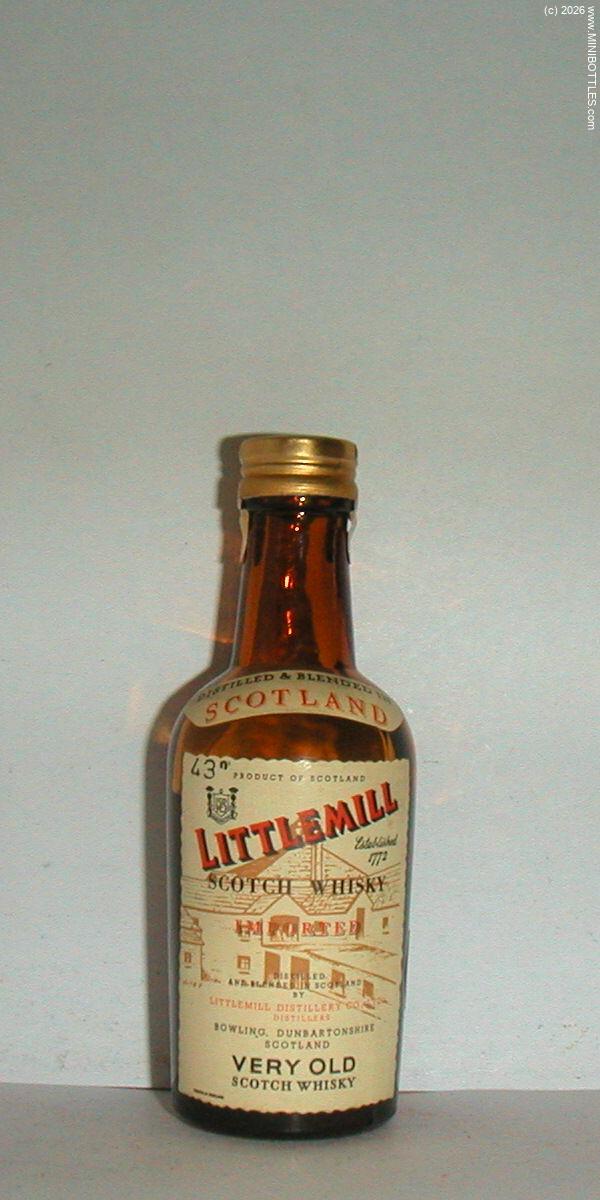 (c) 2026 www.MINIBOTTLES.com
DISTILLED & BLENDED IN
SCOTLAND
43
PRODUCT OF SCOTLAND
LITTLEMILL
Established
1772
SCOTCH WHISKY
IMPORTED
DISTILLED
AND BLENDED IN SCOTLAND
BY
LITTLEMILL DISTILLERY CO.
DISTILLERS
BOWLING, DUNBARTONSHIRE
SCOTLAND
VERY OLD
SCOTCH WHISKY